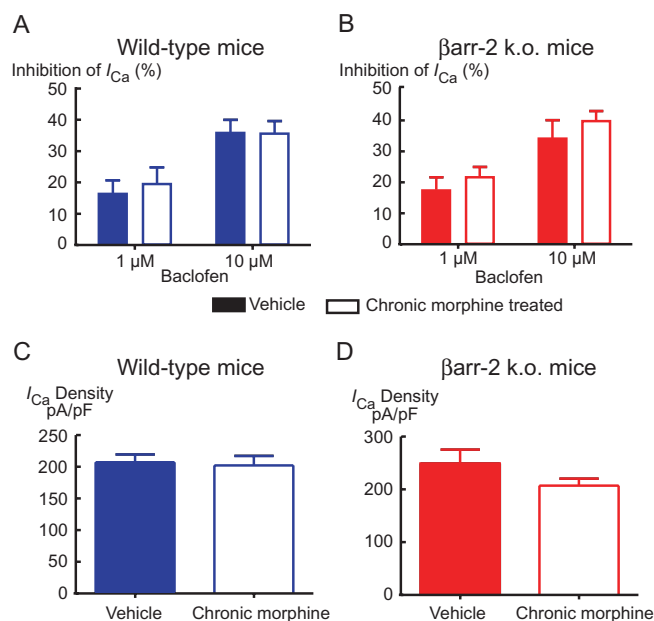 A
Wild-type mice
Inhibition of ICa (%)
50
40
30
20
10
0
1 µM
10 µM
Baclofen
B
βarr-2 k.o. mice
Inhibition of ICa (%)
50
40
30
20
10
0
1 µM
10 µM
Baclofen
Vehicle
Chronic morphine treated
C
Wild-type mice
ICa Density
pA/pF
250
200
150
100
50
0
Vehicle
Chronic morphine
D
βarr-2 k.o. mice
ICa Density
pA/pF
300
200
100
0
Vehicle
Chronic morphine